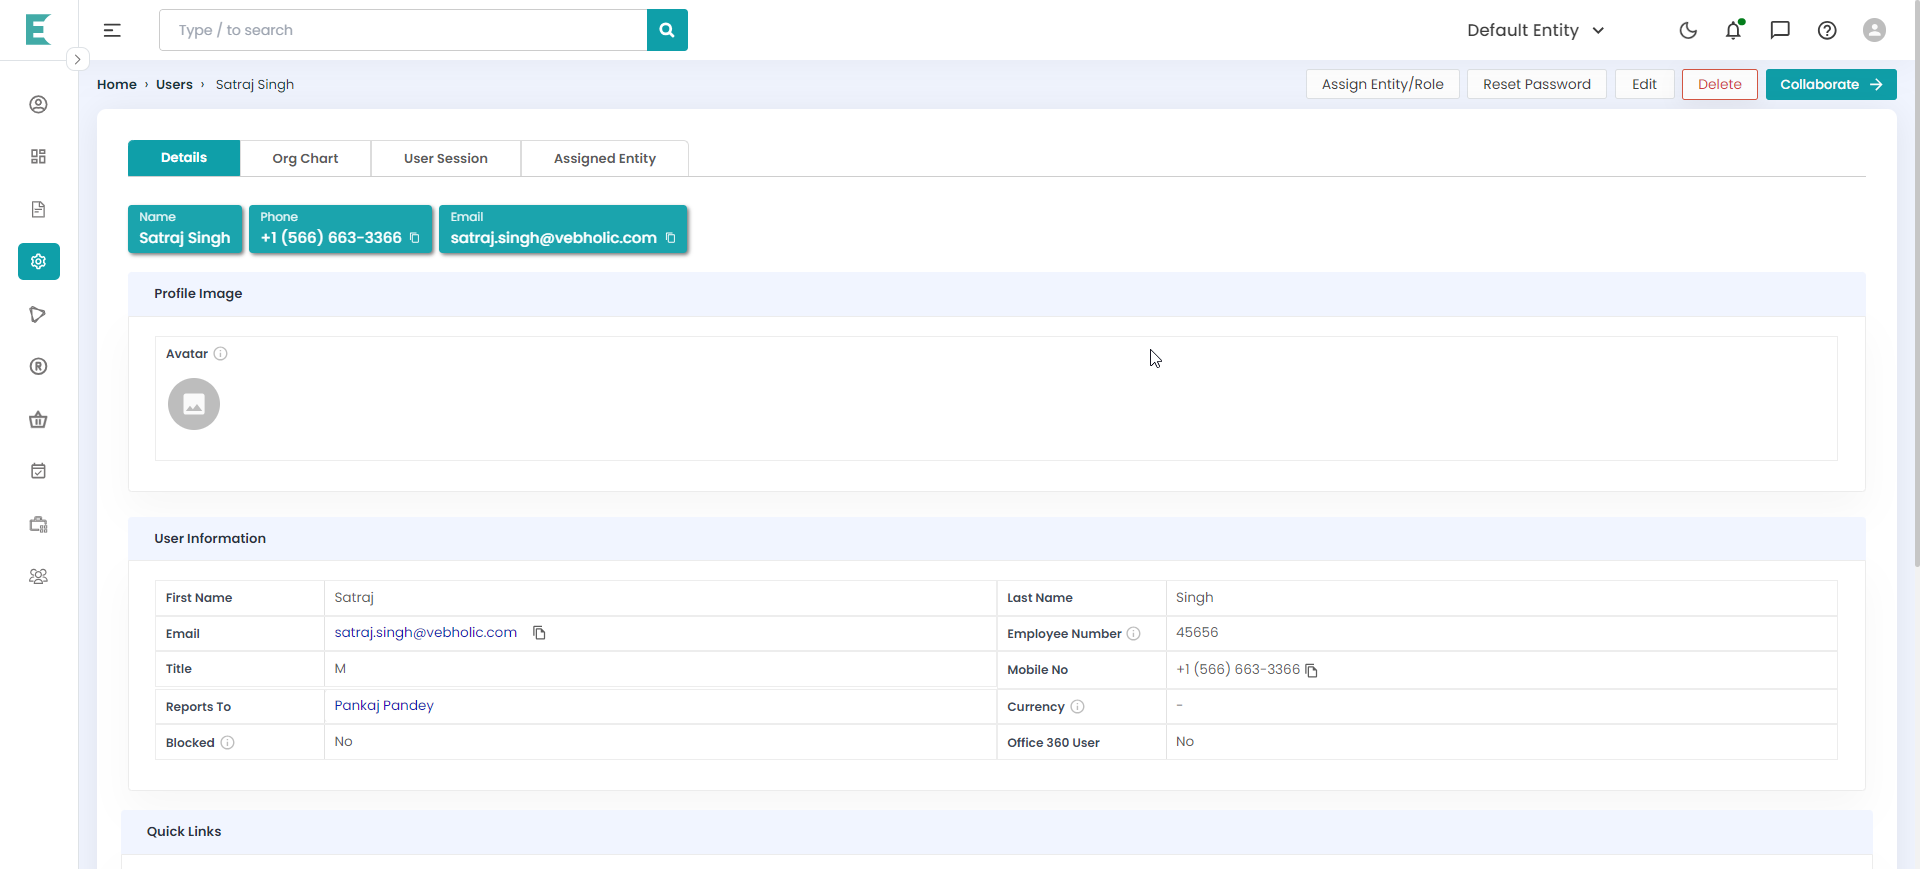 E
Type / to search
Default Entity
Home › Users › Satraj Singh
Assign Entity/Role
Reset Password
Edit
Delete
Collaborate
Details
Org Chart
User Session
Assigned Entity
Name
Satraj Singh
Phone
+1 (566) 663-3366
Email
satraj.singh@vebholic.com
Profile Image
Avatar
User Information
First Name
Satraj
Last Name
Singh
Email
satraj.singh@vebholic.com
Employee Number
45656
Title
M
Mobile No
+1 (566) 663-3366
Reports To
Pankaj Pandey
Currency
-
Blocked
No
Office 360 User
No
Quick Links